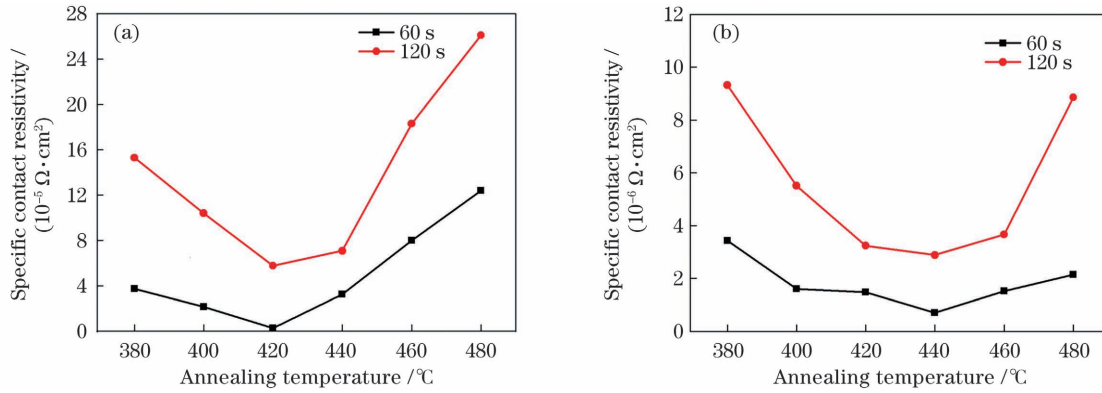 (a)
60 s
120 s
28
24
20
16
12
8
4
0
Specific contact resistivity /
(10⁻⁵ Ω·cm²)
380 400 420 440 460 480
Annealing temperature /℃
(b)
60 s
120 s
12
10
8
6
4
2
0
Specific contact resistivity /
(10⁻⁶ Ω·cm²)
380 400 420 440 460 480
Annealing temperature /℃